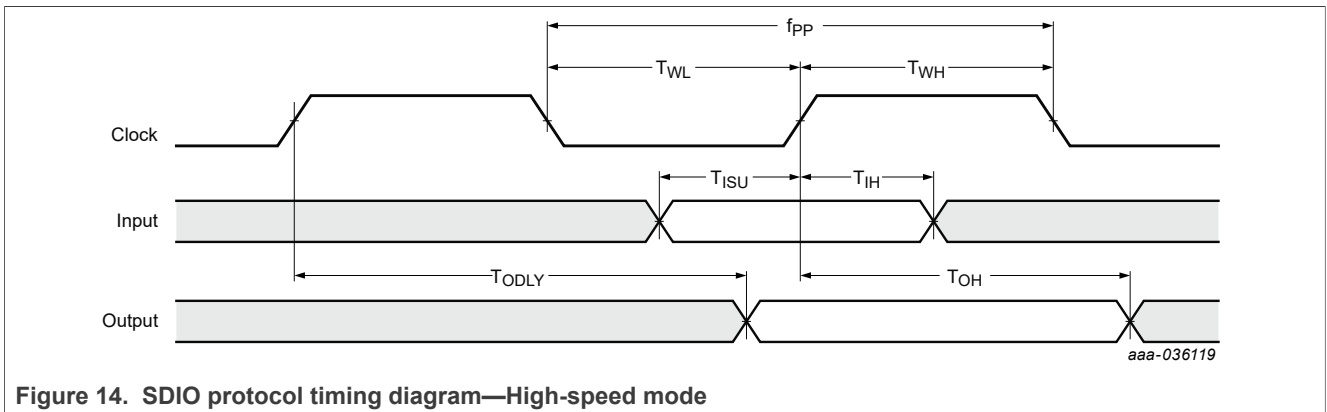 fPP
TWL
TWH
Clock
TISU
TIH
Input
TODLY
TOH
Output
aaa-036119
Figure 14. SDIO protocol timing diagram—High-speed mode